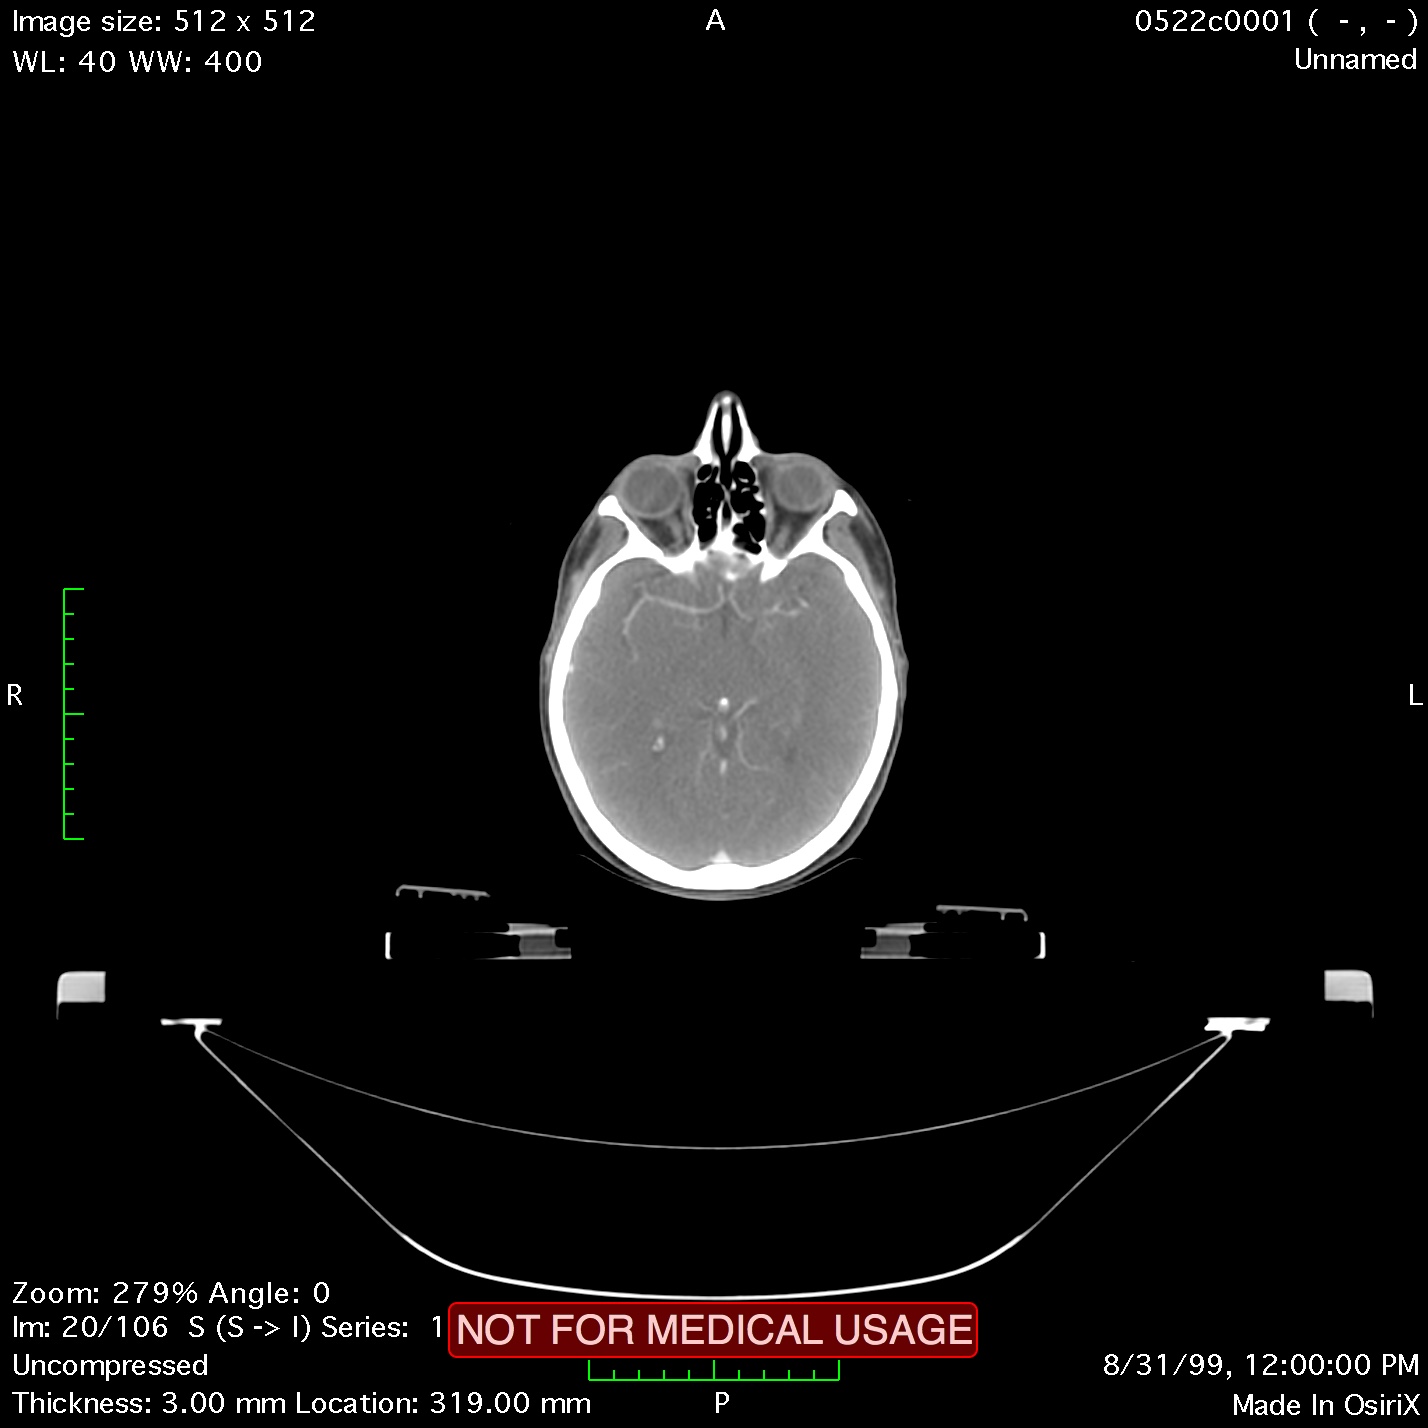 Image size: 512 x 512
WL: 40 WW: 400
A
0522c0001 ( -, -)
Unnamed
R
L
Zoom: 279% Angle: 0
Im: 20/106 S (S -> I) Series: 1
Uncompressed
Thickness: 3.00 mm Location: 319.00 mm
NOT FOR MEDICAL USAGE
P
8/31/99, 12:00:00 PM
Made In OsiriX